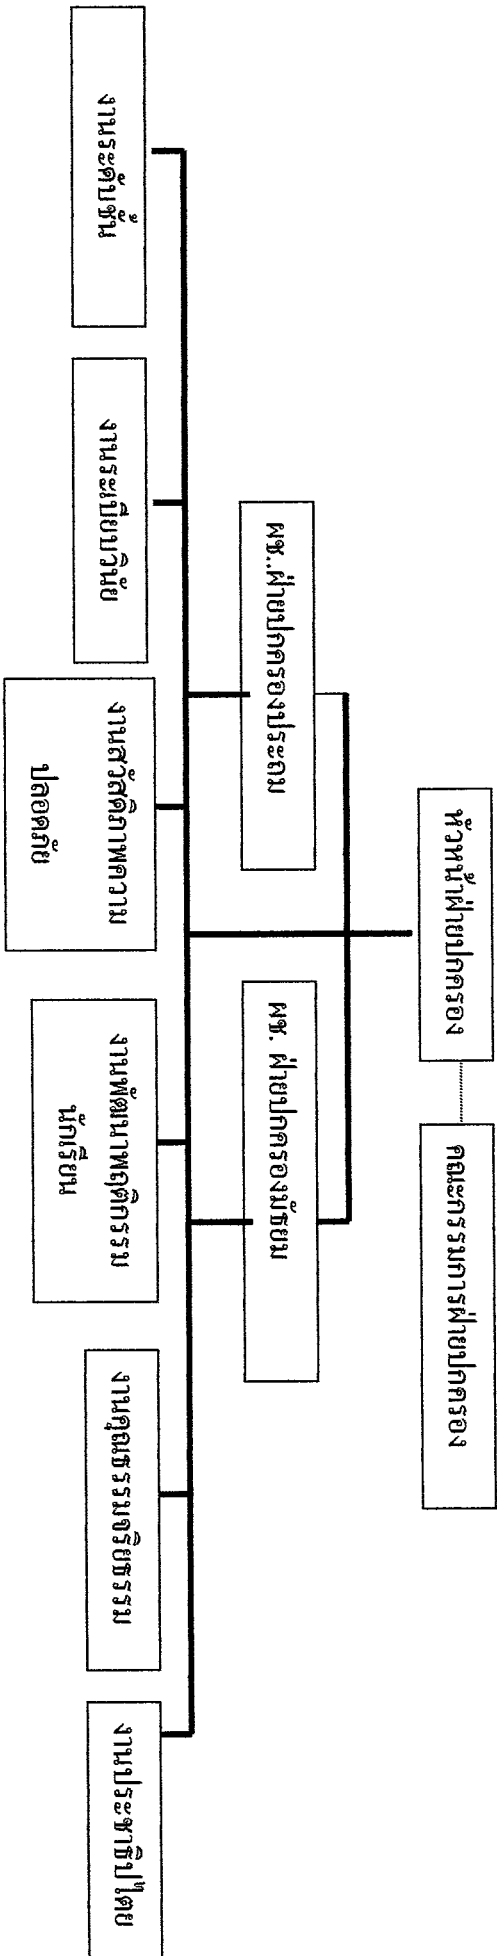 หัวหน้าฝ่ายปกครอง
คณะกรรมการฝ่ายปกครอง
ผช.ฝ่ายปกครองประถม
ผช. ฝ่ายปกครองมัธยม
งานระดับชั้น
งานระเบียบวินัย
งานสวัสดิภาพความ
ปลอดภัย
งานพัฒนาพฤติกรรม
นักเรียน
งานคุณธรรมจริยธรรม
งานประชาธิปไตย